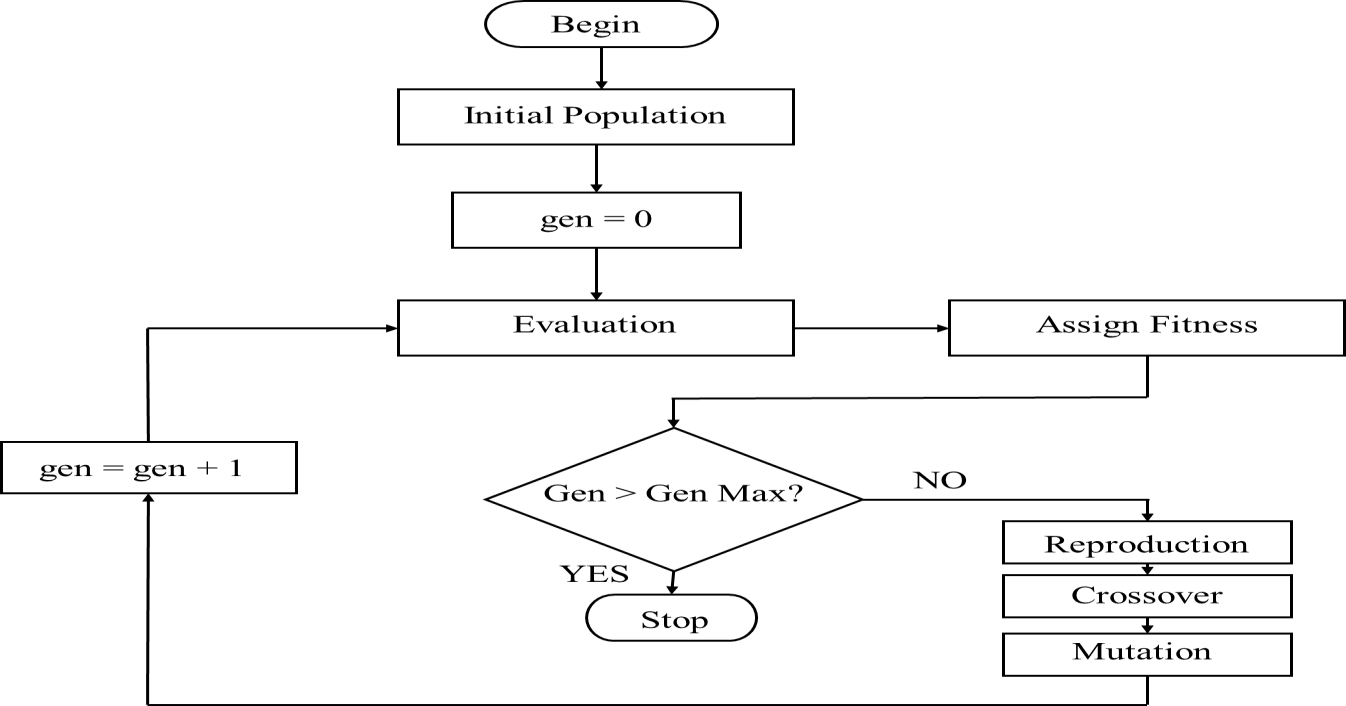 Begin
Initial Population
gen = 0
Evaluation
Assign Fitness
gen = gen + 1
Gen > Gen Max?
NO
YES
Reproduction
Crossover
Mutation
Stop